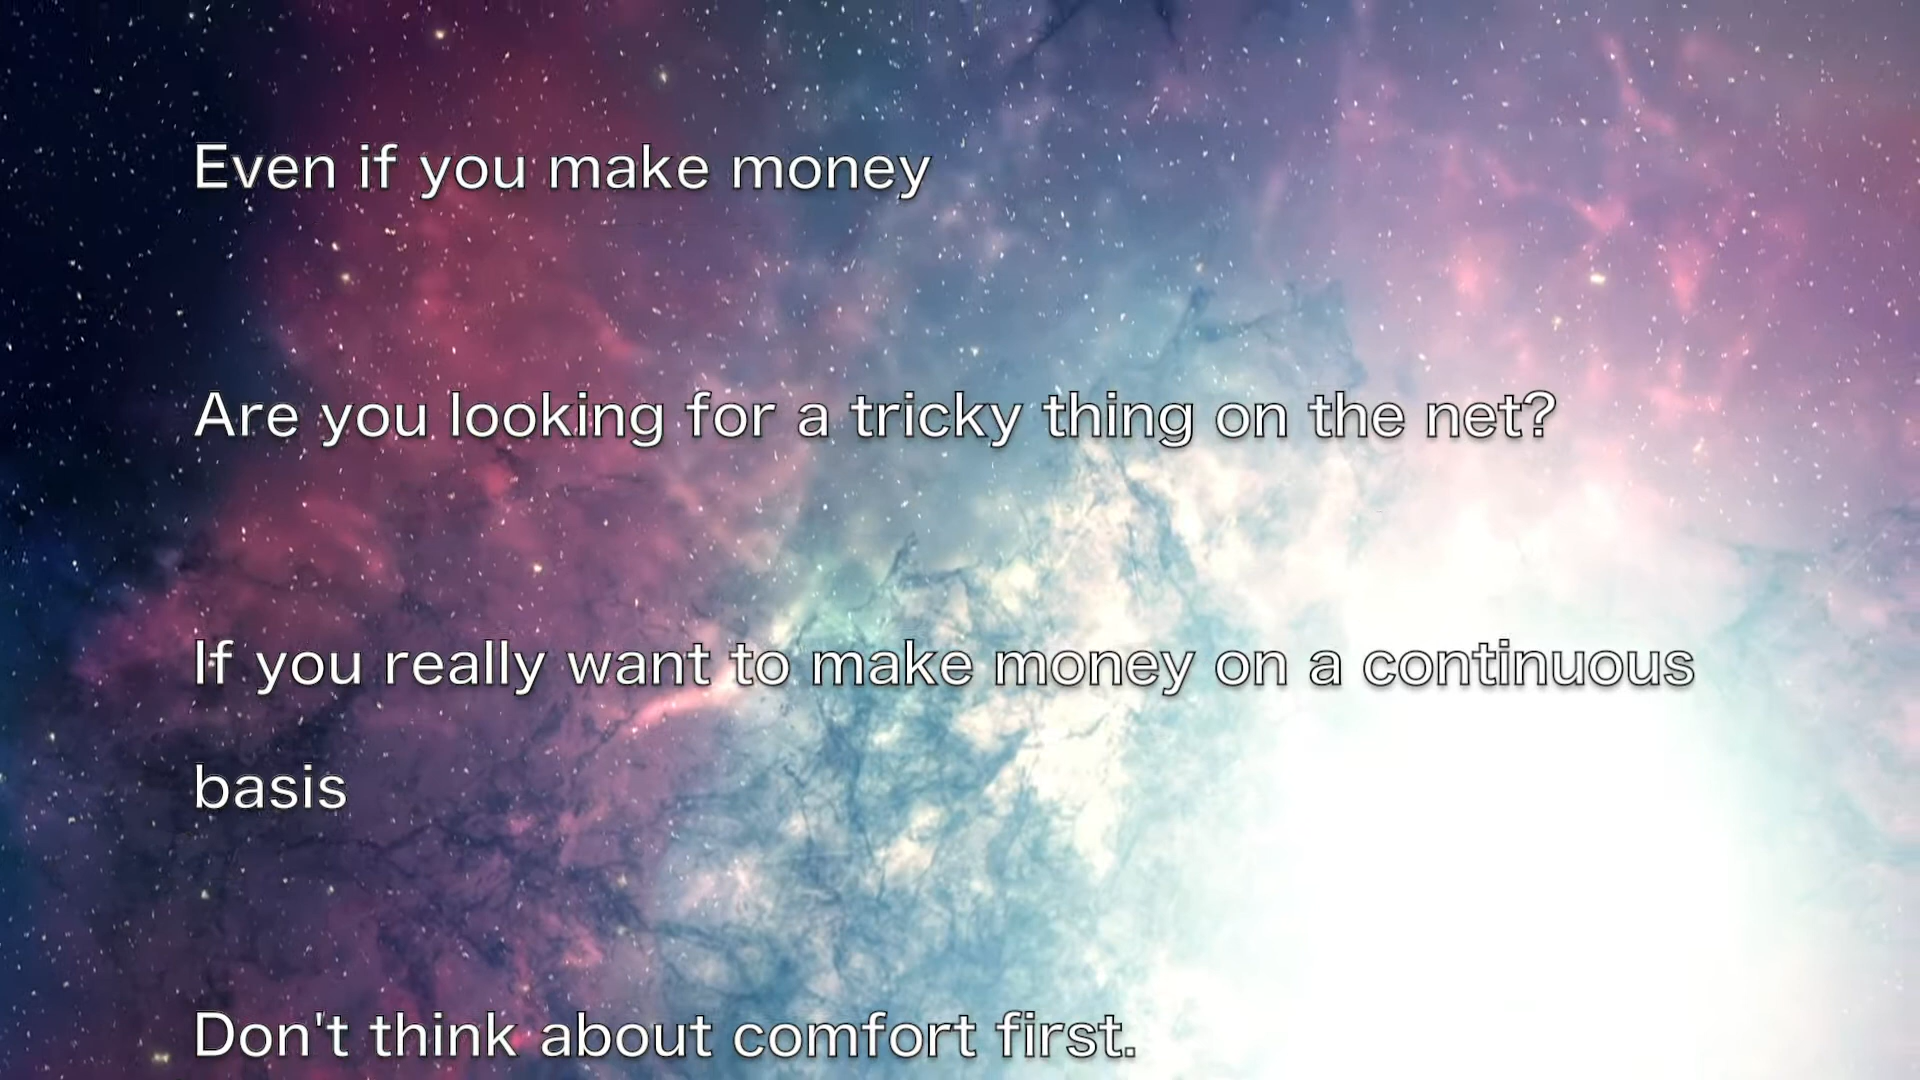 Even if you make money
Are you looking for a tricky thing on the net?
If you really want to make money on a continuous
basis
Don't think about comfort first.